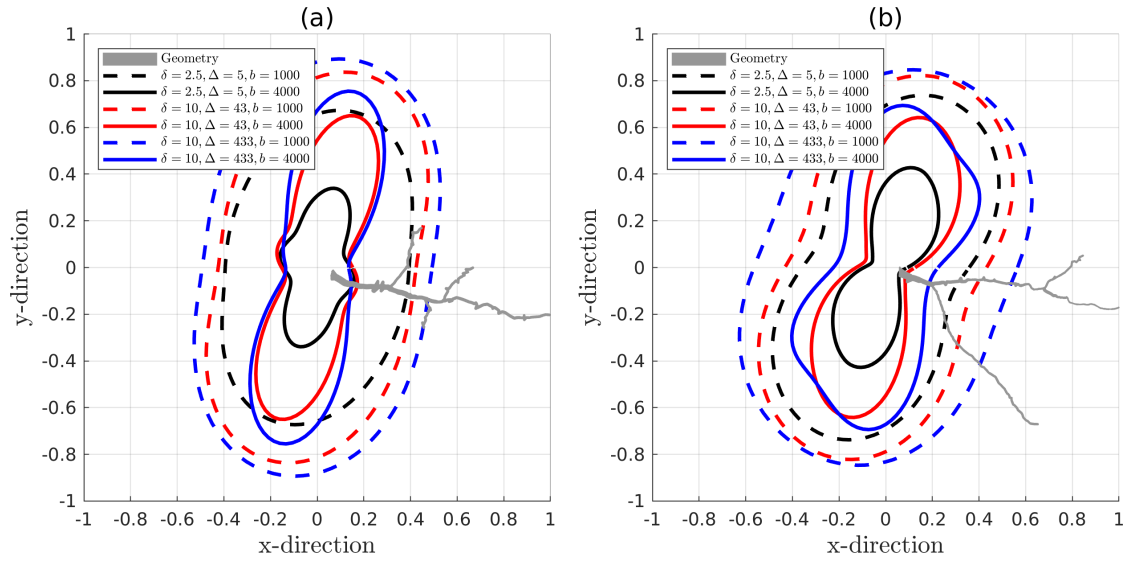 (a)
1
0.8
0.6
0.4
0.2
0
-0.2
-0.4
-0.6
-0.8
-1
y-direction
Geometry
δ = 2.5, Δ = 5, b = 1000
δ = 2.5, Δ = 5, b = 4000
δ = 10, Δ = 43, b = 1000
δ = 10, Δ = 43, b = 4000
δ = 10, Δ = 433, b = 1000
δ = 10, Δ = 433, b = 4000
-1 -0.8 -0.6 -0.4 -0.2 0 0.2 0.4 0.6 0.8 1
x-direction
(b)
1
0.8
0.6
0.4
0.2
0
-0.2
-0.4
-0.6
-0.8
-1
y-direction
Geometry
δ = 2.5, Δ = 5, b = 1000
δ = 2.5, Δ = 5, b = 4000
δ = 10, Δ = 43, b = 1000
δ = 10, Δ = 43, b = 4000
δ = 10, Δ = 433, b = 1000
δ = 10, Δ = 433, b = 4000
-1 -0.8 -0.6 -0.4 -0.2 0 0.2 0.4 0.6 0.8 1
x-direction